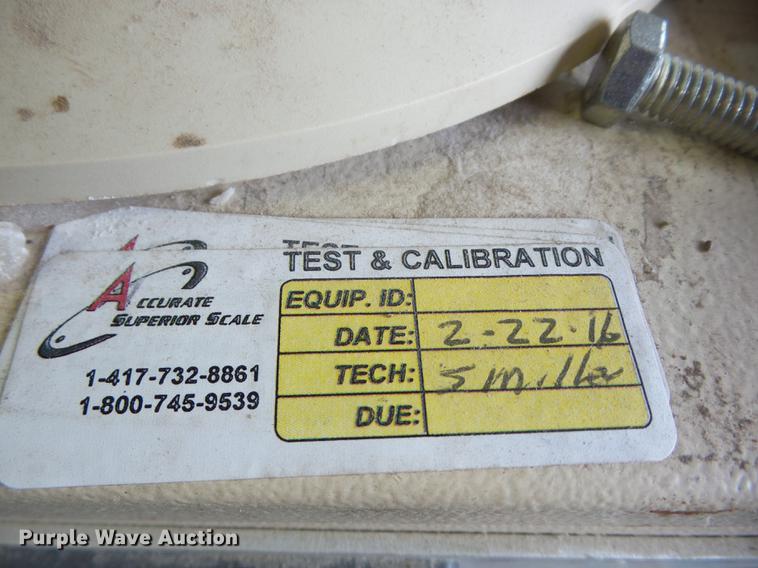 TEST
TEST & CALIBRATION
ACCURATE
SUPERIOR SCALE
1-417-732-8861
1-800-745-9539
EQUIP. ID:
DATE: 2-22-16
TECH: S Miller
DUE:
Purple Wave Auction®